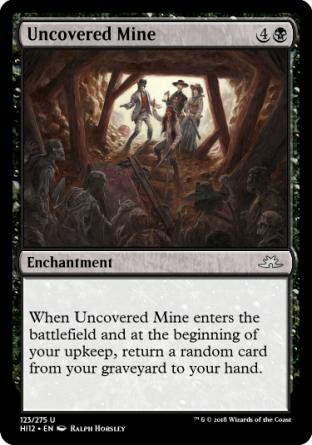 Uncovered Mine 4
Enchantment
When Uncovered Mine enters the
battlefield and at the beginning of
your upkeep, return a random card
from your graveyard to your hand.
123/275 U
HI12 • EN RALPH HORSLEY
™ & © 2018 Wizards of the Coast